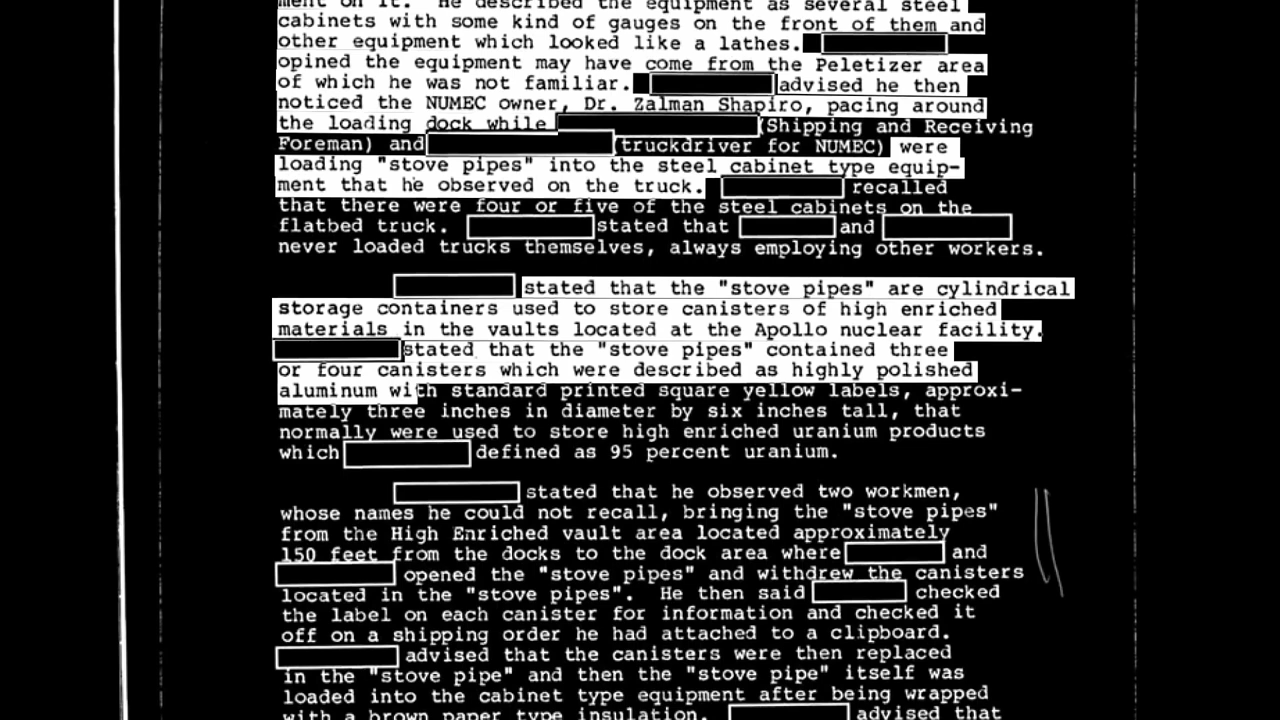 ment on it. He described the equipment as several steel
cabinets with some kind of gauges on the front of them and
other equipment which looked like a lathes.
opined the equipment may have come from the Peletizer area
of which he was not familiar. advised he then
noticed the NUMEC owner, Dr. Zalman Shapiro, pacing around
the loading dock while (Shipping and Receiving
Foreman) and (truckdriver for NUMEC) were
loading "stove pipes" into the steel cabinet type equip-
ment that he observed on the truck. recalled
that there were four or five of the steel cabinets on the
flatbed truck. stated that and
never loaded trucks themselves, always employing other workers.
stated that the "stove pipes" are cylindrical
storage containers used to store canisters of high enriched
materials in the vaults located at the Apollo nuclear facility.
stated that the "stove pipes" contained three
or four canisters which were described as highly polished
aluminum with standard printed square yellow labels, approxi-
mately three inches in diameter by six inches tall, that
normally were used to store high enriched uranium products
which defined as 95 percent uranium.
stated that he observed two workmen,
whose names he could not recall, bringing the "stove pipes"
from the High Enriched vault area located approximately
150 feet from the docks to the dock area where and
opened the "stove pipes" and withdrew the canisters
located in the "stove pipes". He then said checked
the label on each canister for information and checked it
off on a shipping order he had attached to a clipboard.
advised that the canisters were then replaced
in the "stove pipe" and then the "stove pipe" itself was
loaded into the cabinet type equipment after being wrapped
with a brown paper type insulation. advised that